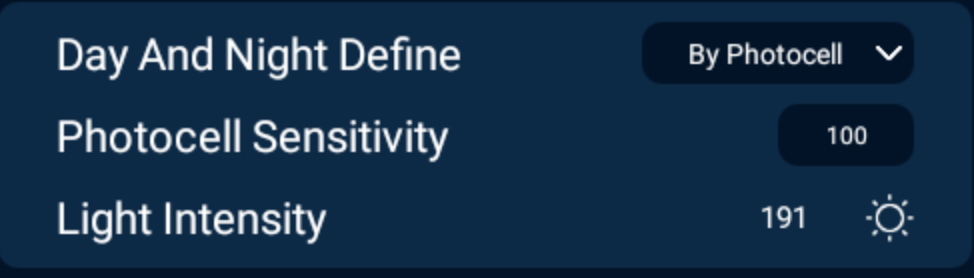 Day And Night Define By Photocell
Photocell Sensitivity 100
Light Intensity 191